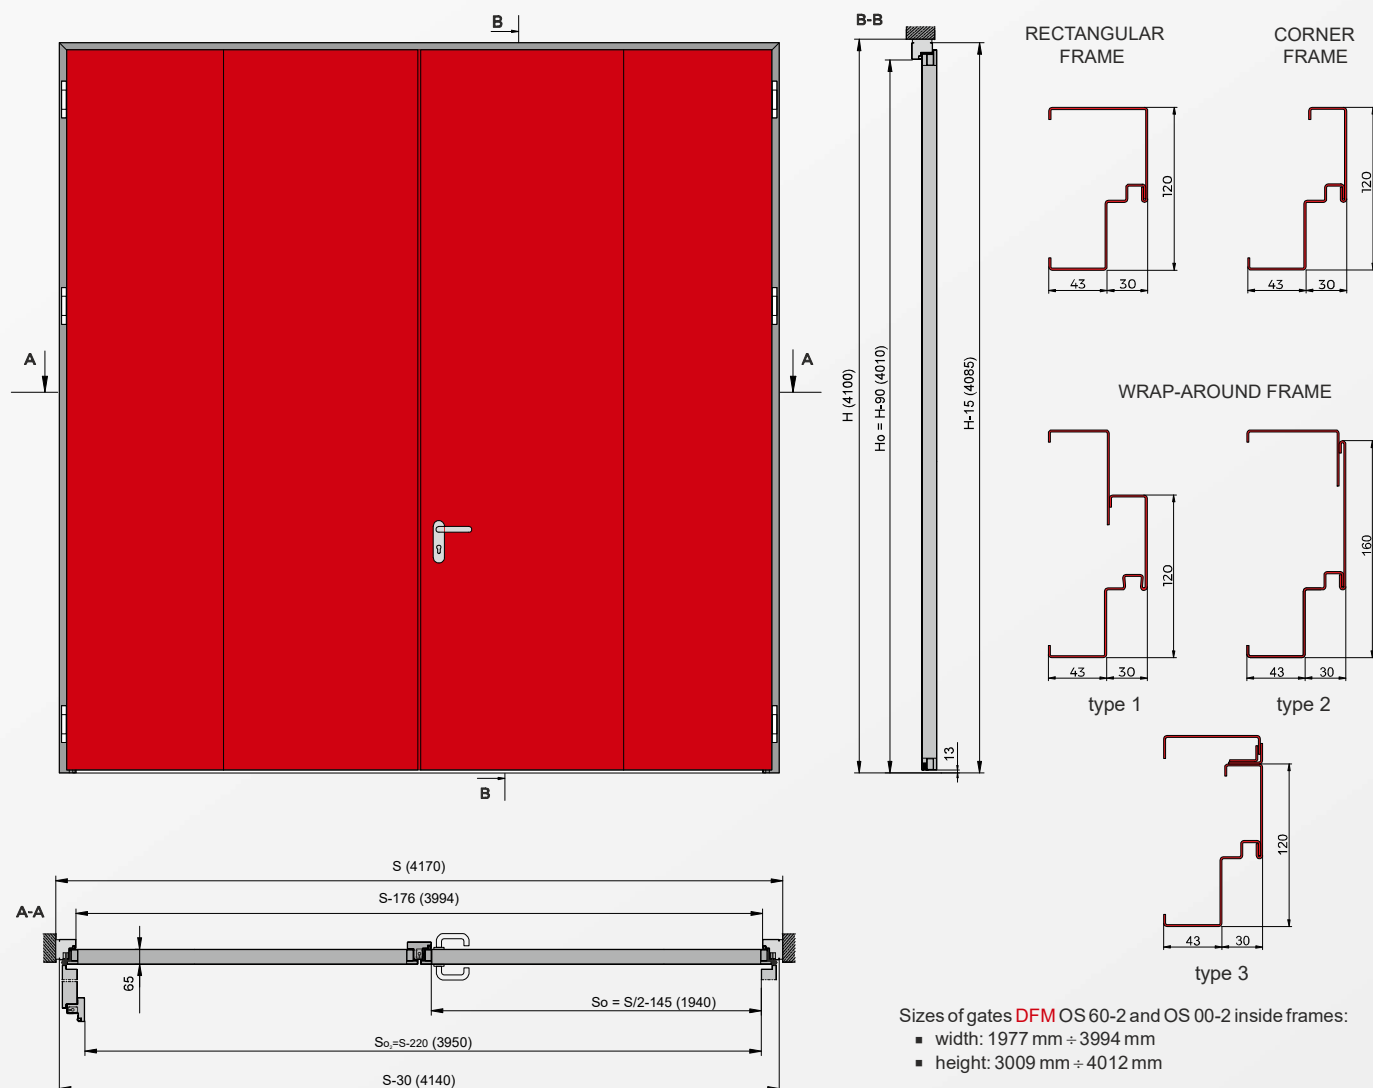 B
B-B
RECTANGULAR
FRAME
CORNER
FRAME
120
120
43
30
43
30
A
A
H (4100)
Ho = H-90 (4010)
H-15 (4085)
WRAP-AROUND FRAME
120
160
43
30
43
30
type 1
type 2
13
B
120
43
30
type 3
S (4170)
S-176 (3994)
A-A
65
So = S/2-145 (1940)
So₂=S-220 (3950)
S-30 (4140)
Sizes of gates DFM OS 60-2 and OS 00-2 inside frames:
▪ width: 1977 mm ÷ 3994 mm
▪ height: 3009 mm ÷ 4012 mm